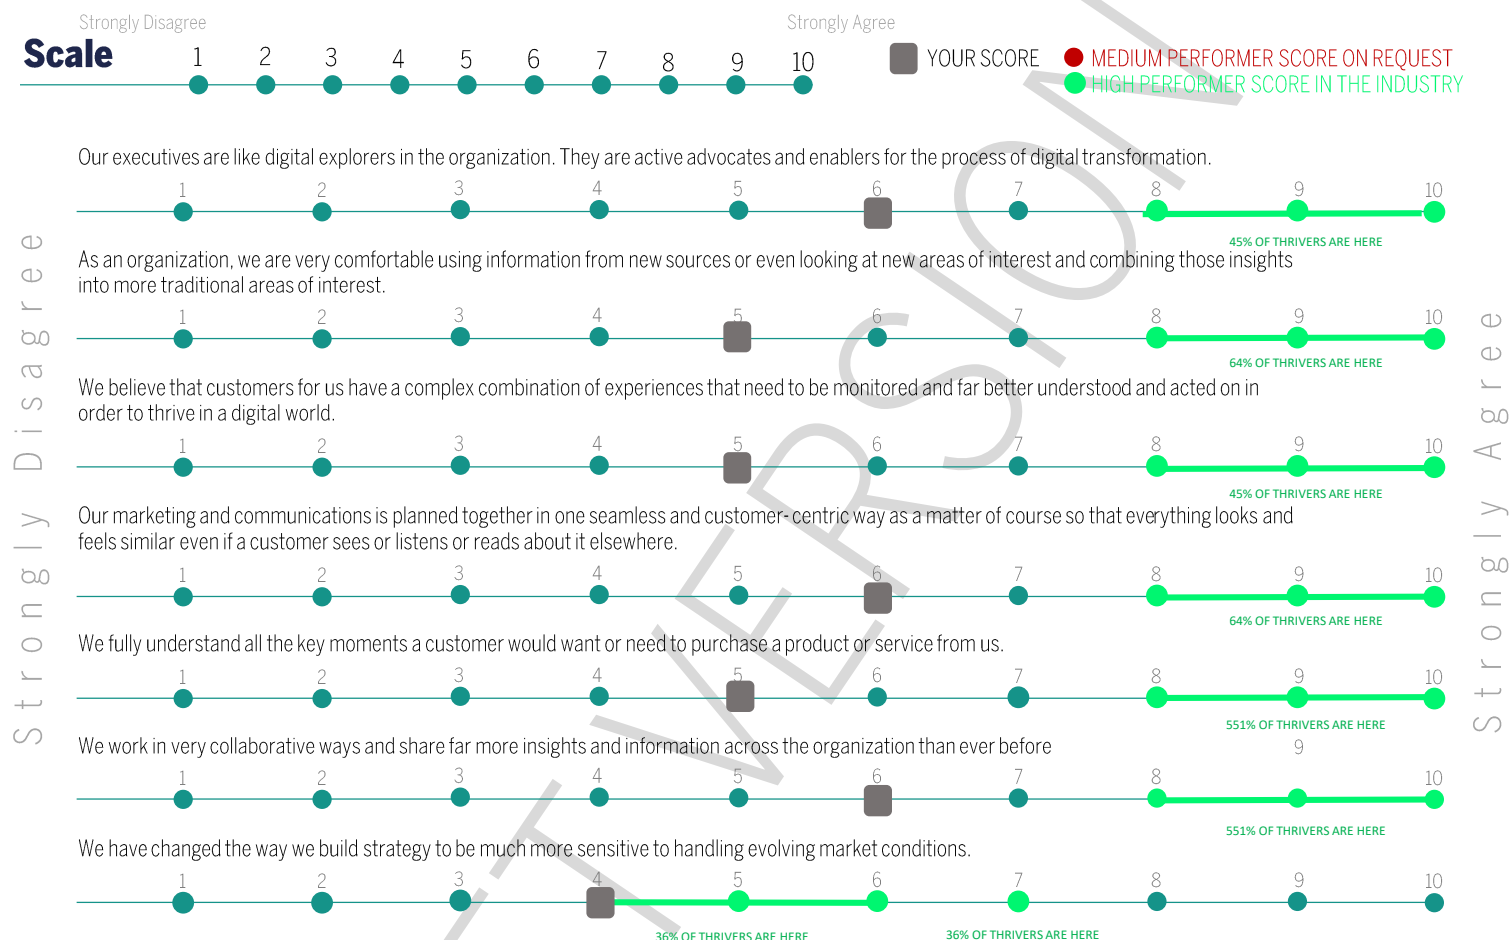 Strongly Disagree
Strongly Agree
Scale
1 2 3 4 5 6 7 8 9 10
YOUR SCORE
MEDIUM PERFORMER SCORE ON REQUEST
HIGH PERFORMER SCORE IN THE INDUSTRY
Our executives are like digital explorers in the organization. They are active advocates and enablers for the process of digital transformation.
1 2 3 4 5 6 7 8 9 10
45% OF THRIVERS ARE HERE
As an organization, we are very comfortable using information from new sources or even looking at new areas of interest and combining those insights
into more traditional areas of interest.
1 2 3 4 5 6 7 8 9 10
64% OF THRIVERS ARE HERE
We believe that customers for us have a complex combination of experiences that need to be monitored and far better understood and acted on in
order to thrive in a digital world.
1 2 3 4 5 6 7 8 9 10
45% OF THRIVERS ARE HERE
Our marketing and communications is planned together in one seamless and customer-centric way as a matter of course so that everything looks and
feels similar even if a customer sees or listens or reads about it elsewhere.
1 2 3 4 5 6 7 8 9 10
64% OF THRIVERS ARE HERE
We fully understand all the key moments a customer would want or need to purchase a product or service from us.
1 2 3 4 5 6 7 8 9 10
551% OF THRIVERS ARE HERE
We work in very collaborative ways and share far more insights and information across the organization than ever before
9
1 2 3 4 5 6 7 8 10
551% OF THRIVERS ARE HERE
We have changed the way we build strategy to be much more sensitive to handling evolving market conditions.
1 2 3 4 5 6 7 8 9 10
36% OF THRIVERS ARE HERE
36% OF THRIVERS ARE HERE
Strongly Disagree
Strongly Agree
VERSION